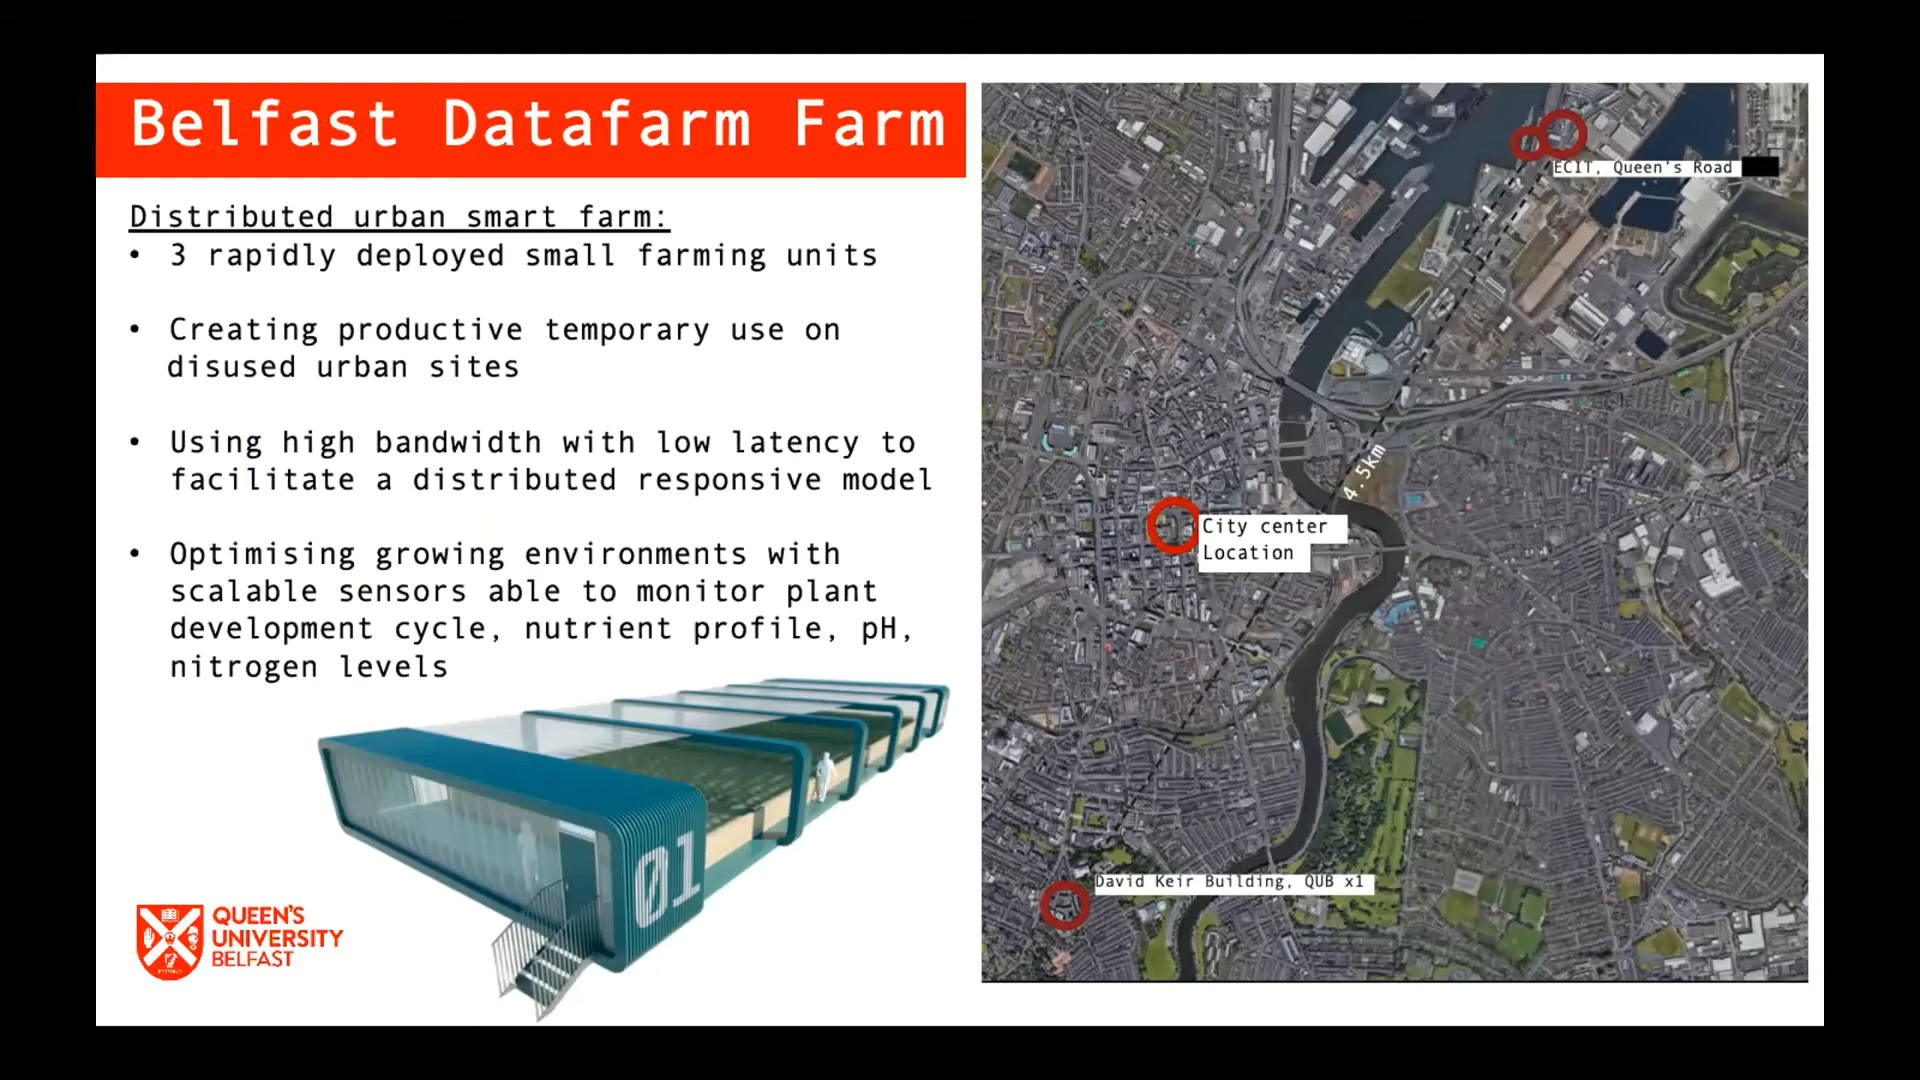 Belfast Datafarm Farm
Distributed urban smart farm:
• 3 rapidly deployed small farming units
• Creating productive temporary use on
disused urban sites
• Using high bandwidth with low latency to
facilitate a distributed responsive model
• Optimising growing environments with
scalable sensors able to monitor plant
development cycle, nutrient profile, pH,
nitrogen levels
01
QUEEN'S
UNIVERSITY
BELFAST
ECIT, Queen's Road
4.5km
City center
Location
David Keir Building, QUB x1